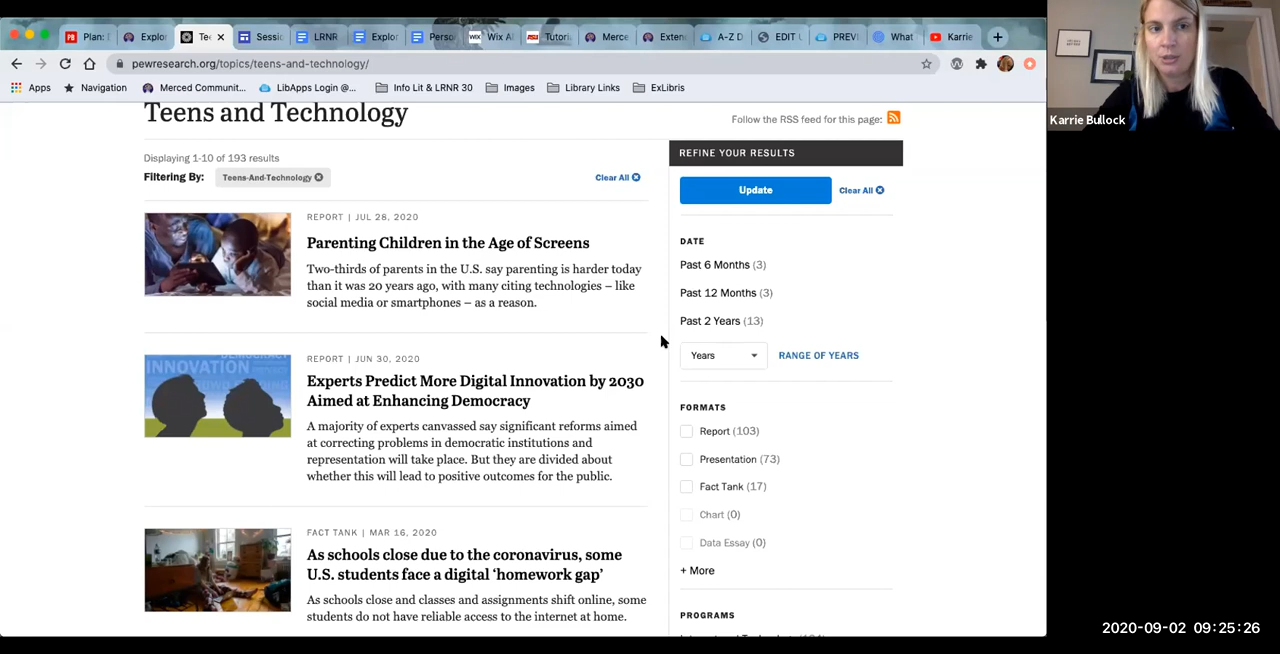 Plan: E
Explor
Tee
Sessi
LRNR
Explor
Perso
Wix Al
Tutori
Merce
Exten
A-Z D
EDIT L
PREVI
What
Karrie
pewresearch.org/topics/teens-and-technology/
Apps
Navigation
Merced Communit...
LibApps Login @...
Info Lit & LRNR 30
Images
Library Links
ExLibris
Karrie Bullock
Teens and Technology
Follow the RSS feed for this page:
Displaying 1-10 of 193 results
Filtering By:
Teens-And-Technology
Clear All
REPORT | JUL 28, 2020
Parenting Children in the Age of Screens
Two-thirds of parents in the U.S. say parenting is harder today
than it was 20 years ago, with many citing technologies – like
social media or smartphones – as a reason.
REPORT | JUN 30, 2020
Experts Predict More Digital Innovation by 2030
Aimed at Enhancing Democracy
A majority of experts canvassed say significant reforms aimed
at correcting problems in democratic institutions and
representation will take place. But they are divided about
whether this will lead to positive outcomes for the public.
INNOVATION
FACT TANK | MAR 16, 2020
As schools close due to the coronavirus, some
U.S. students face a digital ‘homework gap’
As schools close and classes and assignments shift online, some
students do not have reliable access to the internet at home.
REFINE YOUR RESULTS
Update
Clear All
DATE
Past 6 Months (3)
Past 12 Months (3)
Past 2 Years (13)
Years
RANGE OF YEARS
FORMATS
Report (103)
Presentation (73)
Fact Tank (17)
Chart (0)
Data Essay (0)
+ More
PROGRAMS
2020-09-02 09:25:26